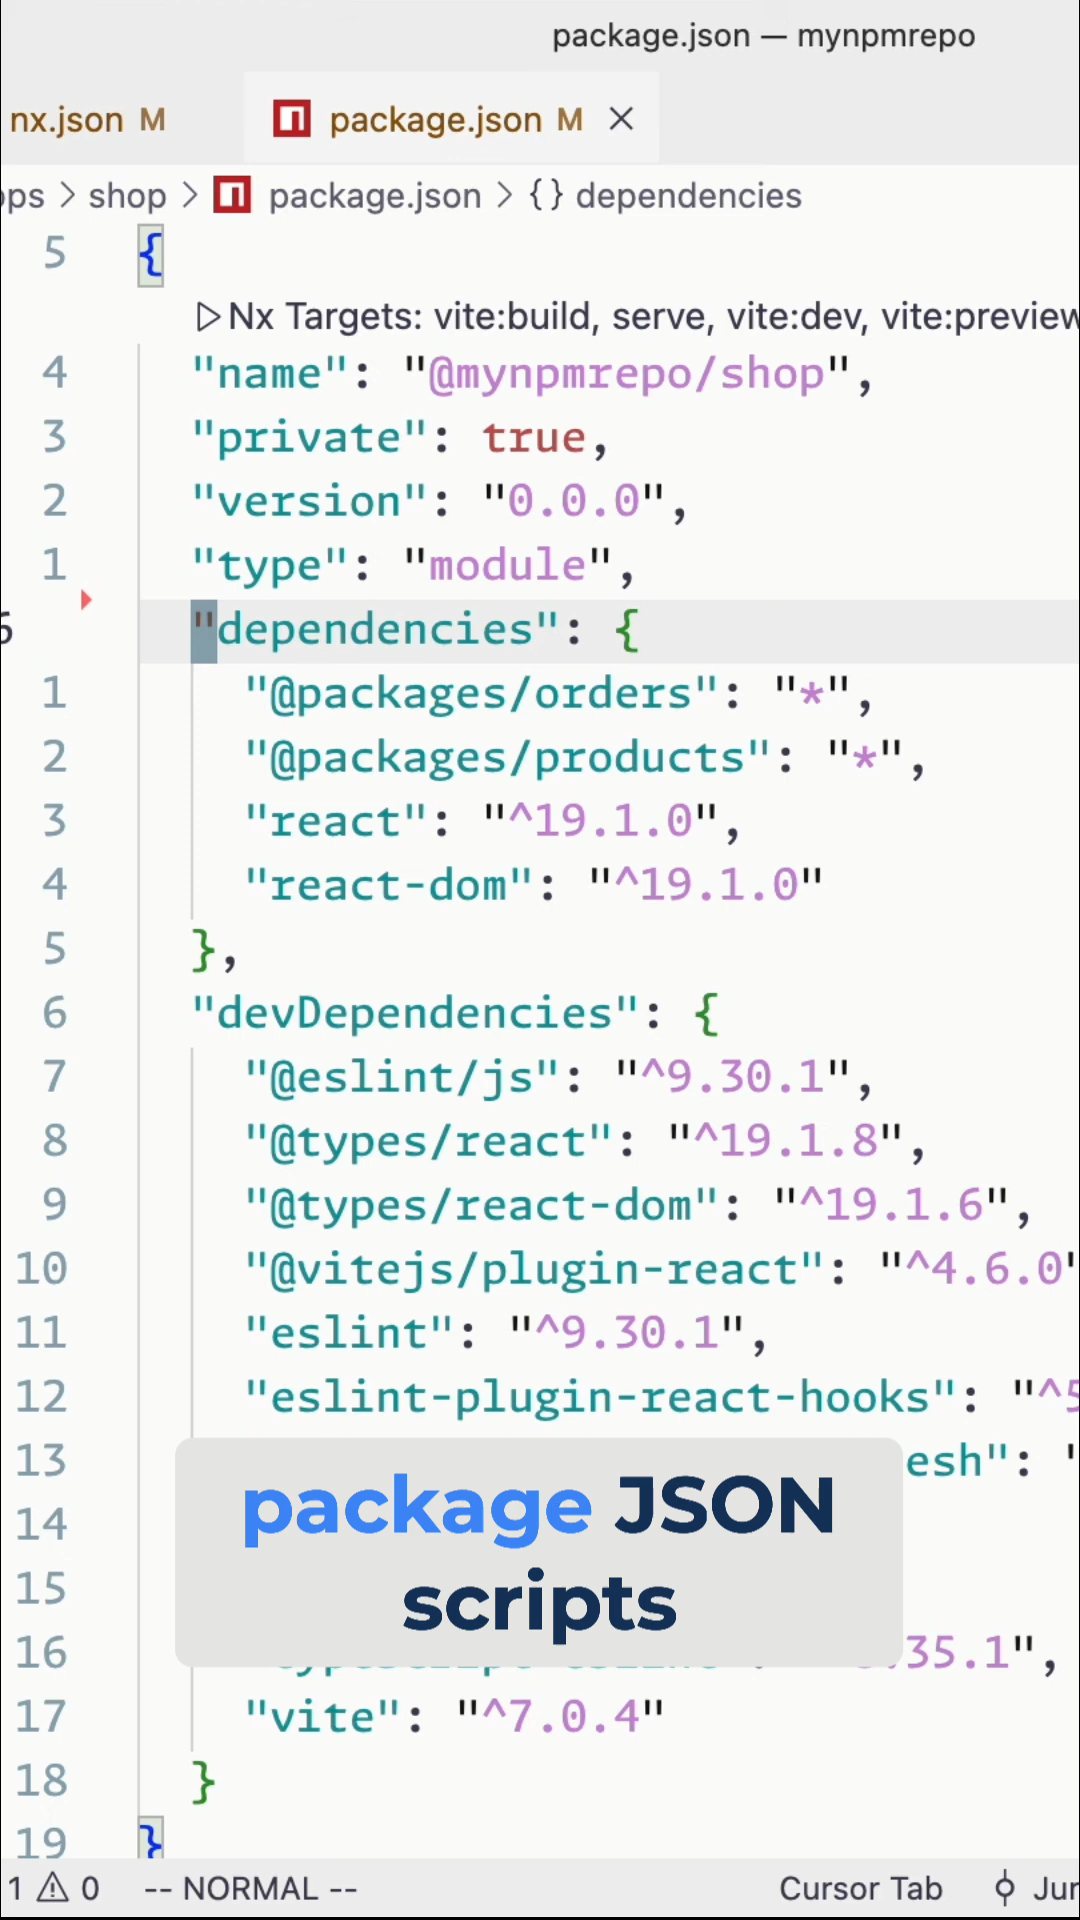 package.json — mynpmrepo
nx.json M package.json M
ops > shop > package.json > {} dependencies
5 {
Nx Targets: vite:build, serve, vite:dev, vite:preview
4 "name": "@mynpmrepo/shop",
3 "private": true,
2 "version": "0.0.0",
1 "type": "module",
6 "dependencies": {
1 "@packages/orders": "*",
2 "@packages/products": "*",
3 "react": "^19.1.0",
4 "react-dom": "^19.1.0"
5 },
6 "devDependencies": {
7 "@eslint/js": "^9.30.1",
8 "@types/react": "^19.1.8",
9 "@types/react-dom": "^19.1.6",
10 "@vitejs/plugin-react": "^4.6.0"
11 "eslint": "^9.30.1",
12 "eslint-plugin-react-hooks": "^5
13 esh": "
14
15
16 35.1",
17 "vite": "^7.0.4"
18 }
19 }
package JSON
scripts
1 0 -- NORMAL -- Cursor Tab Jur